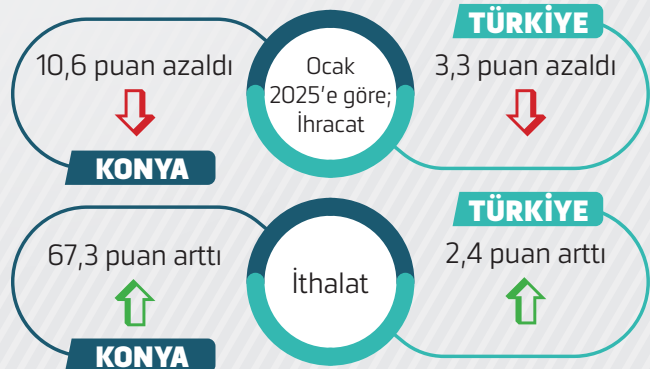 TÜRKİYE
10,6 puan azaldı
Ocak
2025'e göre;
İhracat
3,3 puan azaldı
KONYA
TÜRKİYE
67,3 puan arttı
İthalat
2,4 puan arttı
KONYA